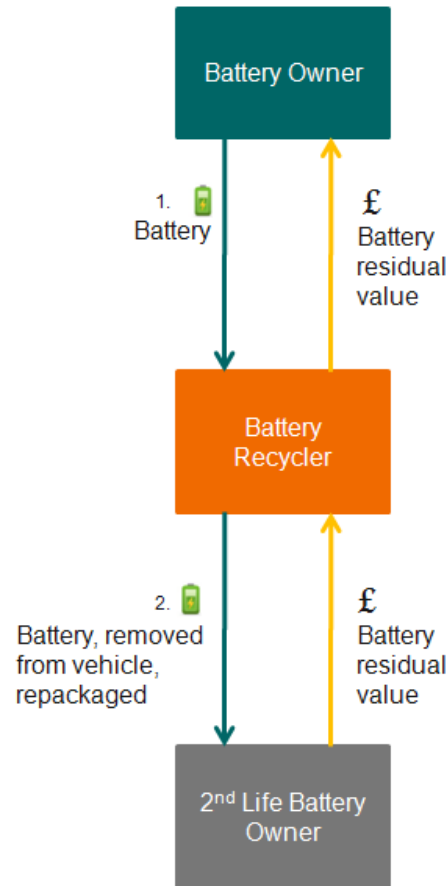 Battery Owner
1.
Battery
£
Battery
residual
value
Battery
Recycler
2.
Battery, removed
from vehicle,
repackaged
£
Battery
residual
value
2nd Life Battery
Owner